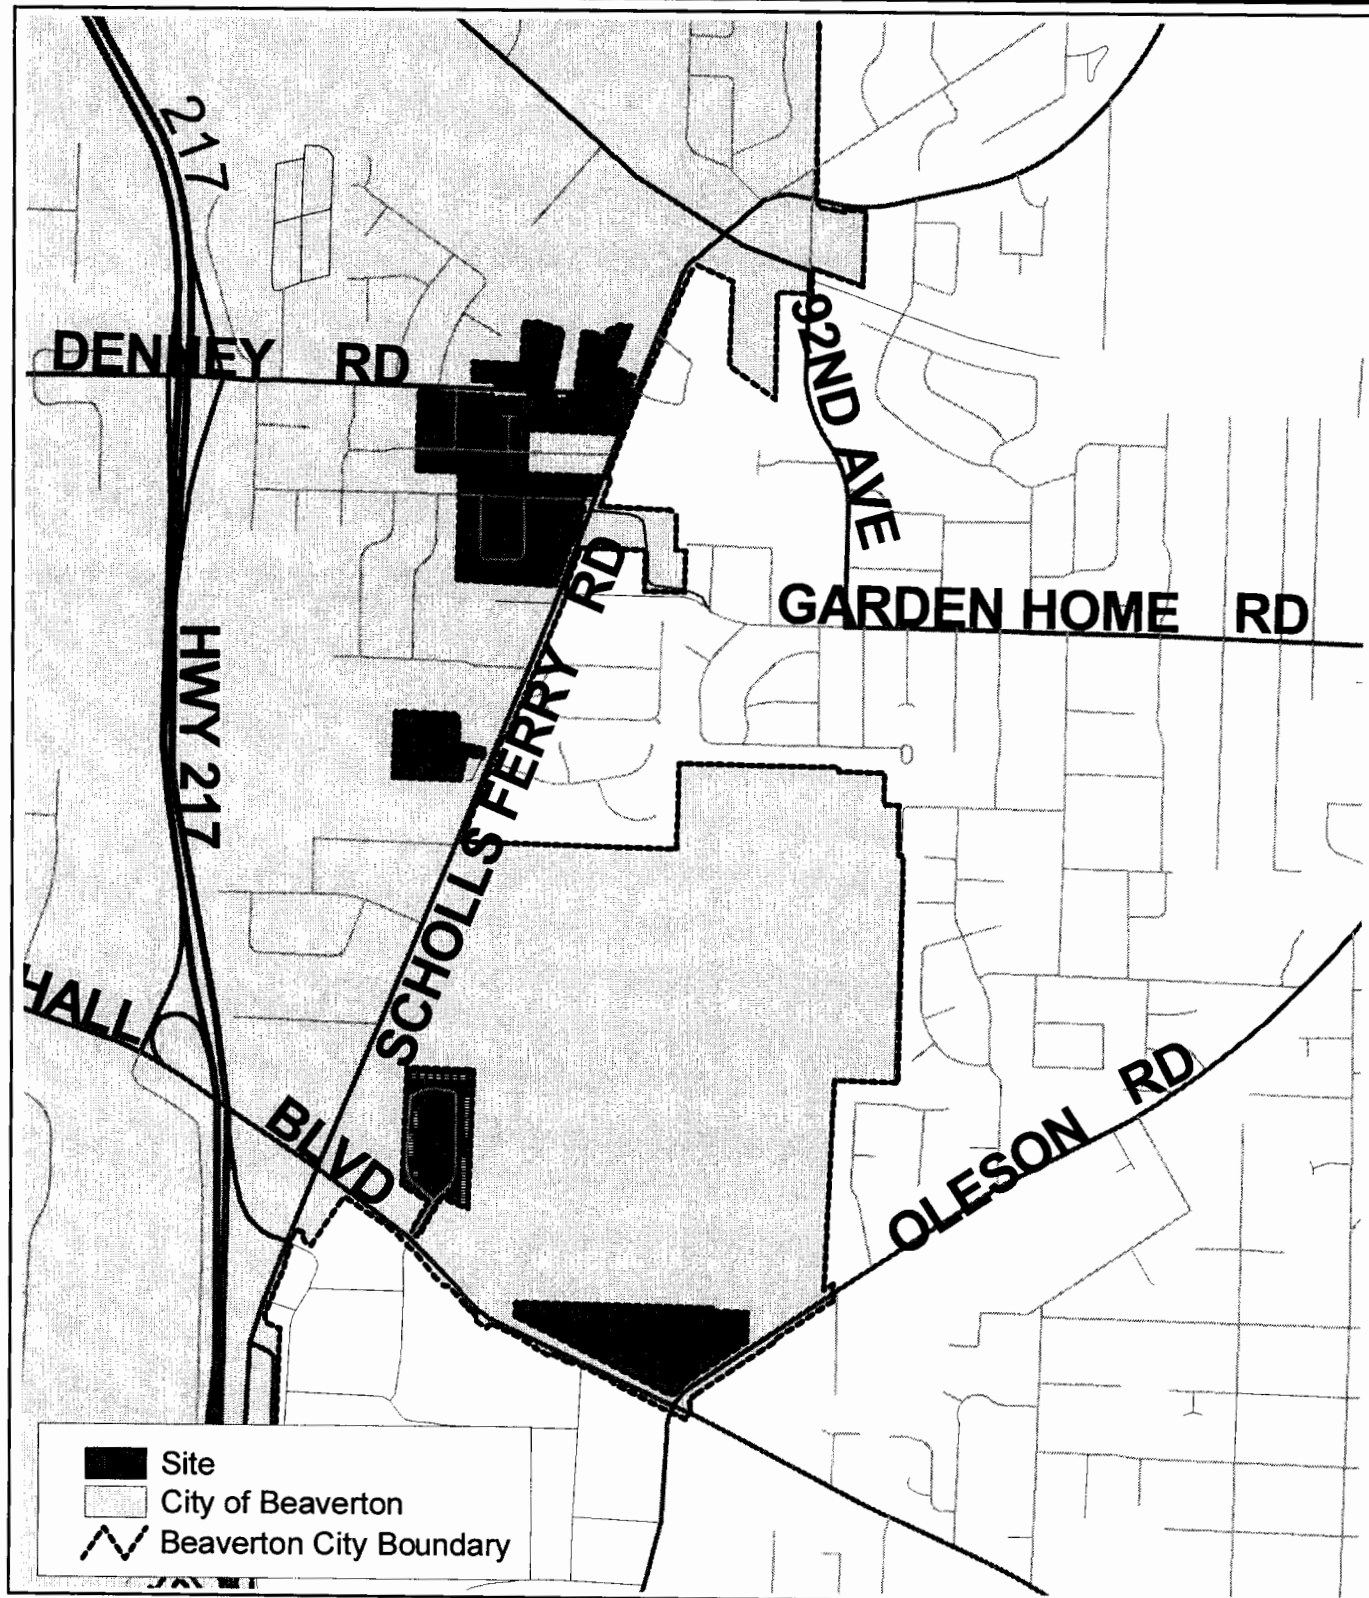 217
DENNEY RD
92ND AVE
GARDEN HOME RD
HWY 217
SCHOLLS FERRY RD
HALL BLVD
OLESON RD
Site
City of Beaverton
Beaverton City Boundary